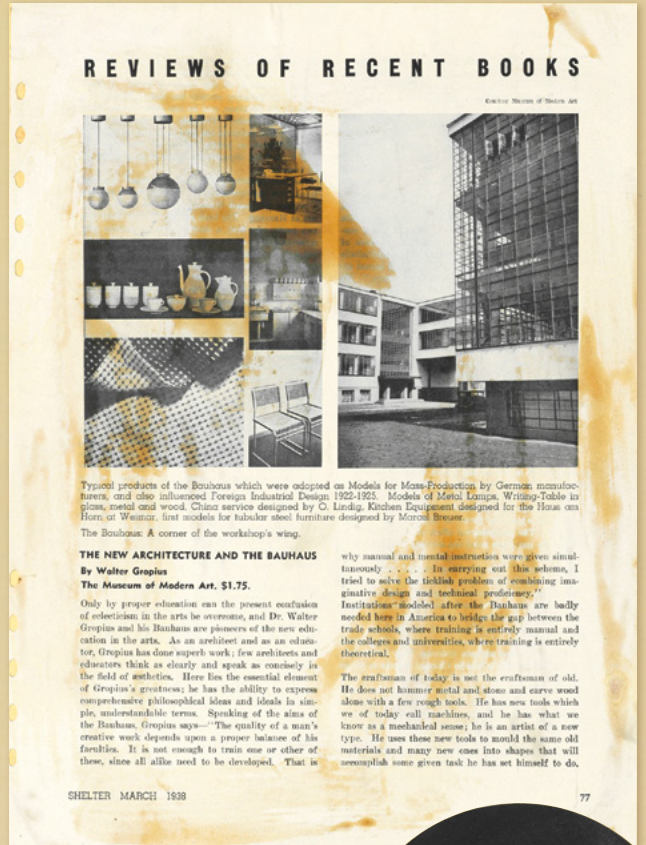 REVIEWS OF RECENT BOOKS
Courtesy Museum of Modern Art
Typical products of the Bauhaus which were adopted as Models for Mass-Production by German manufac-
turers, and also influenced Foreign Industrial Design 1922-1925. Models of Metal Lamps, Writing-Table in
glass, metal and wood, China service designed by O. Lindig, Kitchen Equipment designed for the Haus am
Horn at Weimar, first models for tubular steel furniture designed by Marcel Breuer.
The Bauhaus: A corner of the workshop's wing.
THE NEW ARCHITECTURE AND THE BAUHAUS
By Walter Gropius
The Museum of Modern Art, $1.75.
Only by proper education can the present confusion
of eclecticism in the arts be overcome, and Dr. Walter
Gropius and his Bauhaus are pioneers of the new edu-
cation in the arts. As an architect and as an educa-
tor, Gropius has done superb work; few architects and
educators think as clearly and speak as concisely in
the field of æsthetics. Here lies the essential element
of Gropius's greatness; he has the ability to express
comprehensive philosophical ideas and ideals in sim-
ple, understandable terms. Speaking of the aims of
the Bauhaus, Gropius says—"The quality of a man's
creative work depends upon a proper balance of his
faculties. It is not enough to train one or other of
these, since all alike need to be developed. That is
why manual and mental instruction were given simul-
taneously . . . . . In carrying out this scheme, I
tried to solve the ticklish problem of combining ima-
ginative design and technical proficiency."
Institutions modeled after the Bauhaus are badly
needed here in America to bridge the gap between the
trade schools, where training is entirely manual and
the colleges and universities, where training is entirely
theoretical.
The craftsman of today is not the craftsman of old.
He does not hammer metal and stone and carve wood
alone with a few rough tools. He has new tools which
we of today call machines, and he has what we
know as a mechanical sense; he is an artist of a new
type. He uses these new tools to mould the same old
materials and many new ones into shapes that will
accomplish some given task he has set himself to do.
SHELTER MARCH 1938
77